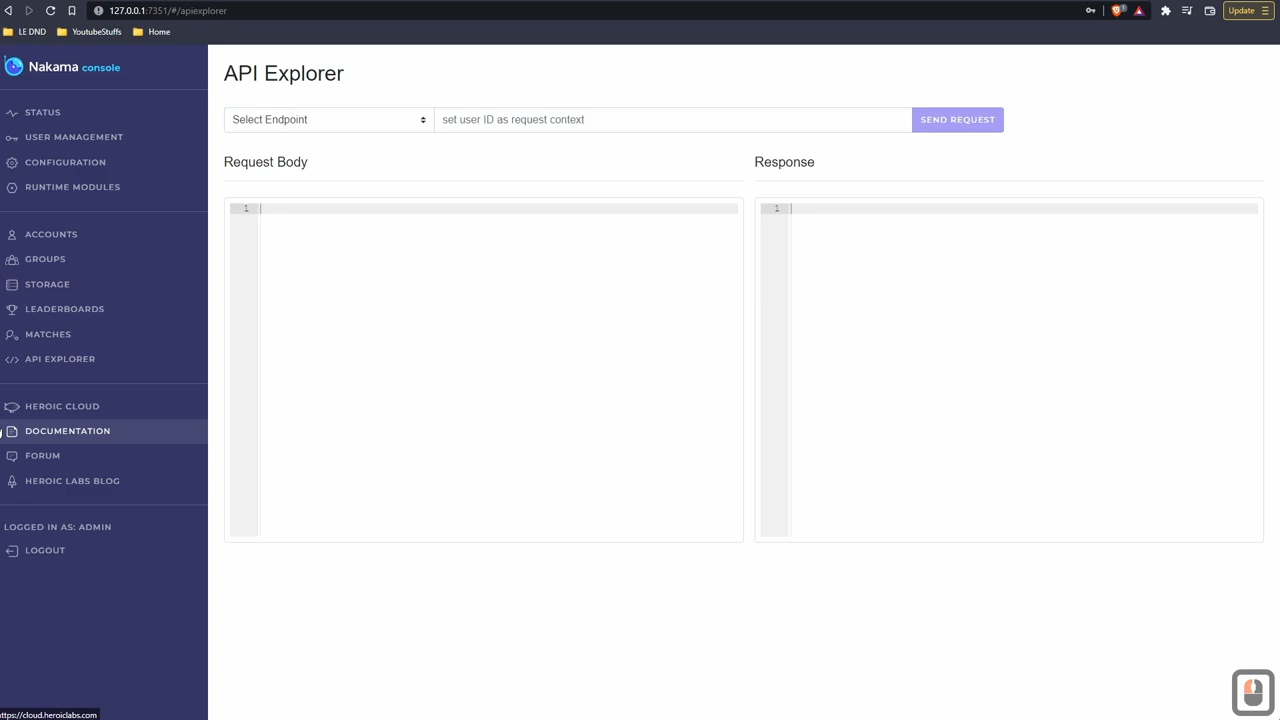 127.0.0.1:7351/#/apiexplorer
1
Update
LE DND
YoutubeStuffs
Home
Nakama console
STATUS
USER MANAGEMENT
CONFIGURATION
RUNTIME MODULES
ACCOUNTS
GROUPS
STORAGE
LEADERBOARDS
MATCHES
API EXPLORER
HEROIC CLOUD
DOCUMENTATION
FORUM
HEROIC LABS BLOG
LOGGED IN AS: ADMIN
LOGOUT
API Explorer
Select Endpoint
set user ID as request context
SEND REQUEST
Request Body
Response
1
1
https://cloud.heroiclabs.com